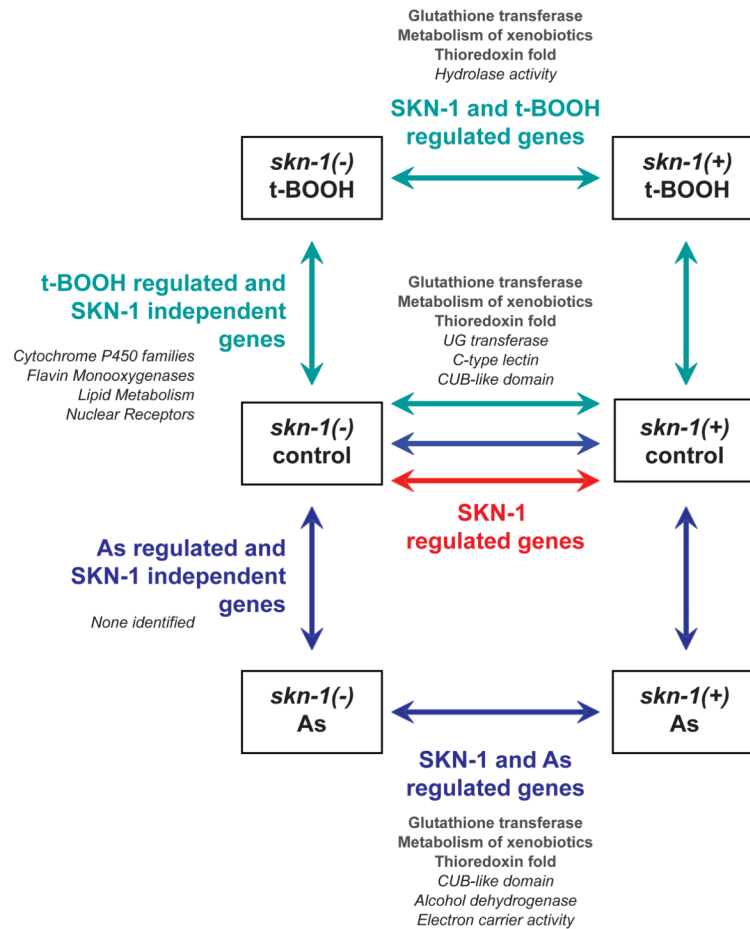 Glutathione transferase
Metabolism of xenobiotics
Thioredoxin fold
Hydrolase activity
SKN-1 and t-BOOH
regulated genes
skn-1(-)
t-BOOH
skn-1(+)
t-BOOH
t-BOOH regulated and
SKN-1 independent
genes
Cytochrome P450 families
Flavin Monooxygenases
Lipid Metabolism
Nuclear Receptors
Glutathione transferase
Metabolism of xenobiotics
Thioredoxin fold
UG transferase
C-type lectin
CUB-like domain
skn-1(-)
control
skn-1(+)
control
SKN-1
regulated genes
As regulated and
SKN-1 independent
genes
None identified
skn-1(-)
As
skn-1(+)
As
SKN-1 and As
regulated genes
Glutathione transferase
Metabolism of xenobiotics
Thioredoxin fold
CUB-like domain
Alcohol dehydrogenase
Electron carrier activity